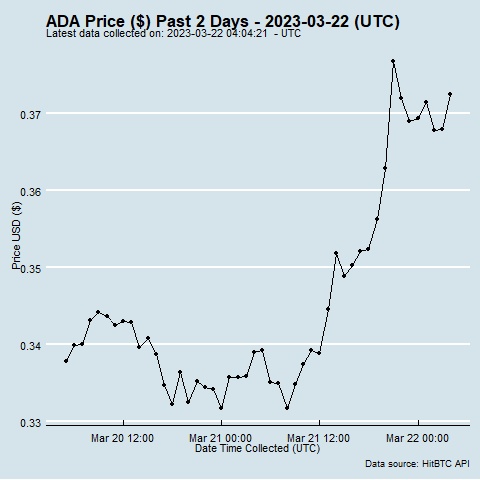 ADA Price ($) Past 2 Days - 2023-03-22 (UTC)
Latest data collected on: 2023-03-22 04:04:21  - UTC
Price USD ($)
0.37
0.36
0.35
0.34
0.33
Mar 20 12:00 Mar 21 00:00 Mar 21 12:00 Mar 22 00:00
Date Time Collected (UTC)
Data source: HitBTC API